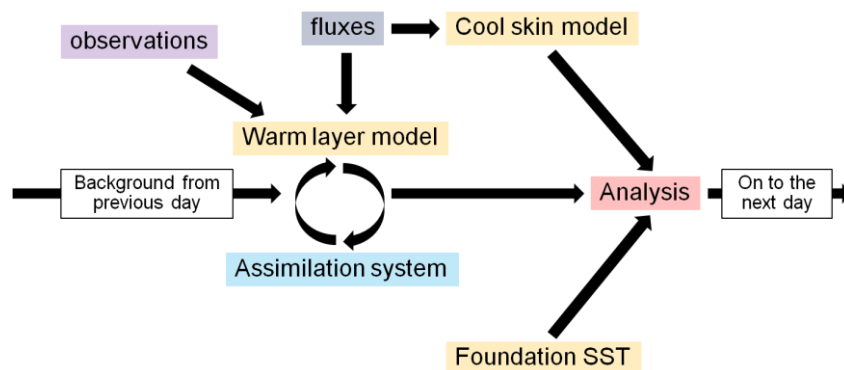 fluxes
Cool skin model
observations
Warm layer model
Background from
previous day
Analysis
On to the
next day
Assimilation system
Foundation SST